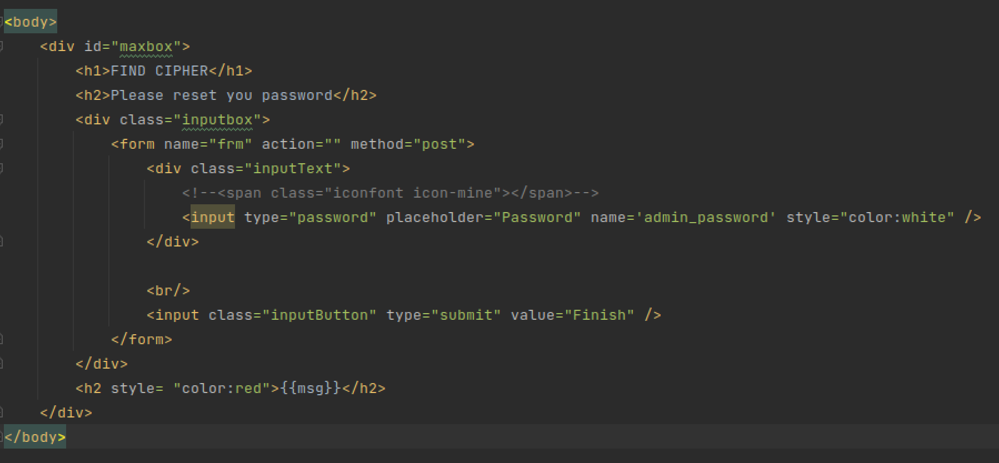 <body>
<div id="maxbox">
<h1>FIND CIPHER</h1>
<h2>Please reset you password</h2>
<div class="inputbox">
<form name="frm" action="" method="post">
<div class="inputText">
<!--<span class="iconfont icon-mine"></span>-->
<input type="password" placeholder="Password" name='admin_password' style="color:white" />
</div>
<br/>
<input class="inputButton" type="submit" value="Finish" />
</form>
</div>
<h2 style= "color:red">{{msg}}</h2>
</div>
</body>